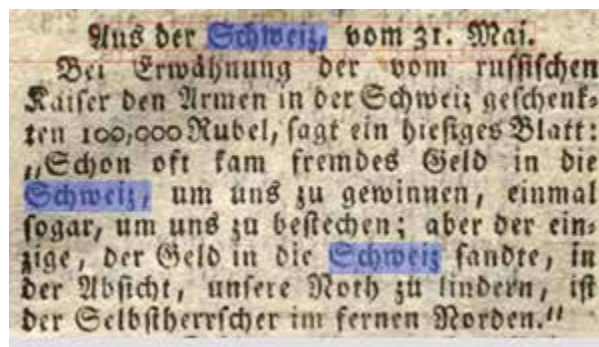 Aus der Schweiz, vom 31. Mai.
Bei Erwähnung der vom russischen
Kaiser den Armen in der Schweiz geschenk-
ten 100,000 Rubel, sagt ein hiesiges Blatt:
„Schon oft kam fremdes Geld in die
Schweiz, um uns zu gewinnen, einmal
sogar, um uns zu bestechen; aber der ein-
zige, der Geld in die Schweiz sandte, in
der Absicht, unsere Noth zu lindern, ist
der Selbstherrscher im fernen Norden.“